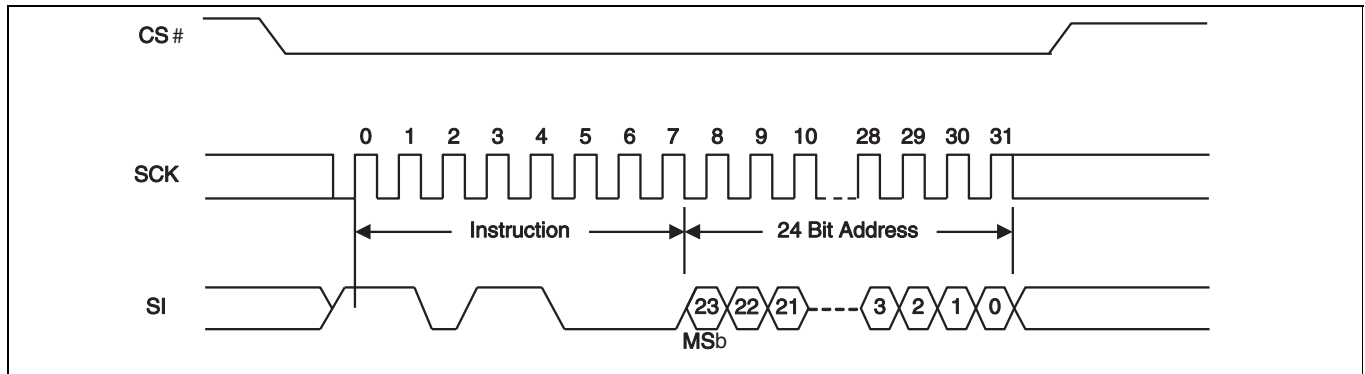 CS #
0 1 2 3 4 5 6 7 8 9 10 28 29 30 31
SCK
Instruction 24 Bit Address
SI 23 22 21 3 2 1 0
MSb